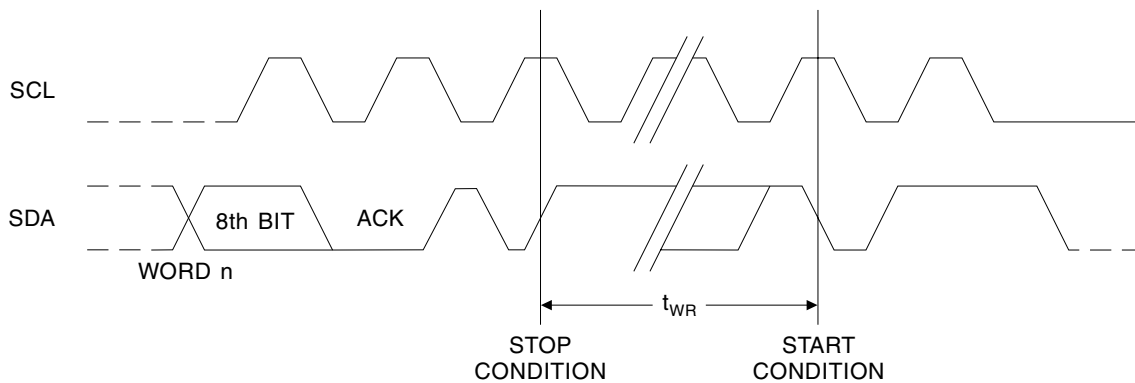 SCL
SDA
8th BIT
ACK
WORD n
tWR
STOP
CONDITION
START
CONDITION